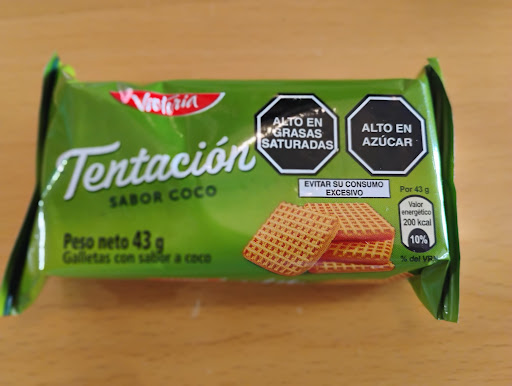 Victoria
Tentación
SABOR COCO
ALTO EN
GRASAS
SATURADAS
ALTO EN
AZÚCAR
EVITAR SU CONSUMO
EXCESIVO
Peso neto 43 g
Galletas con sabor a coco
Por 43 g
Valor
energético
200 kcal
10%
% del VR